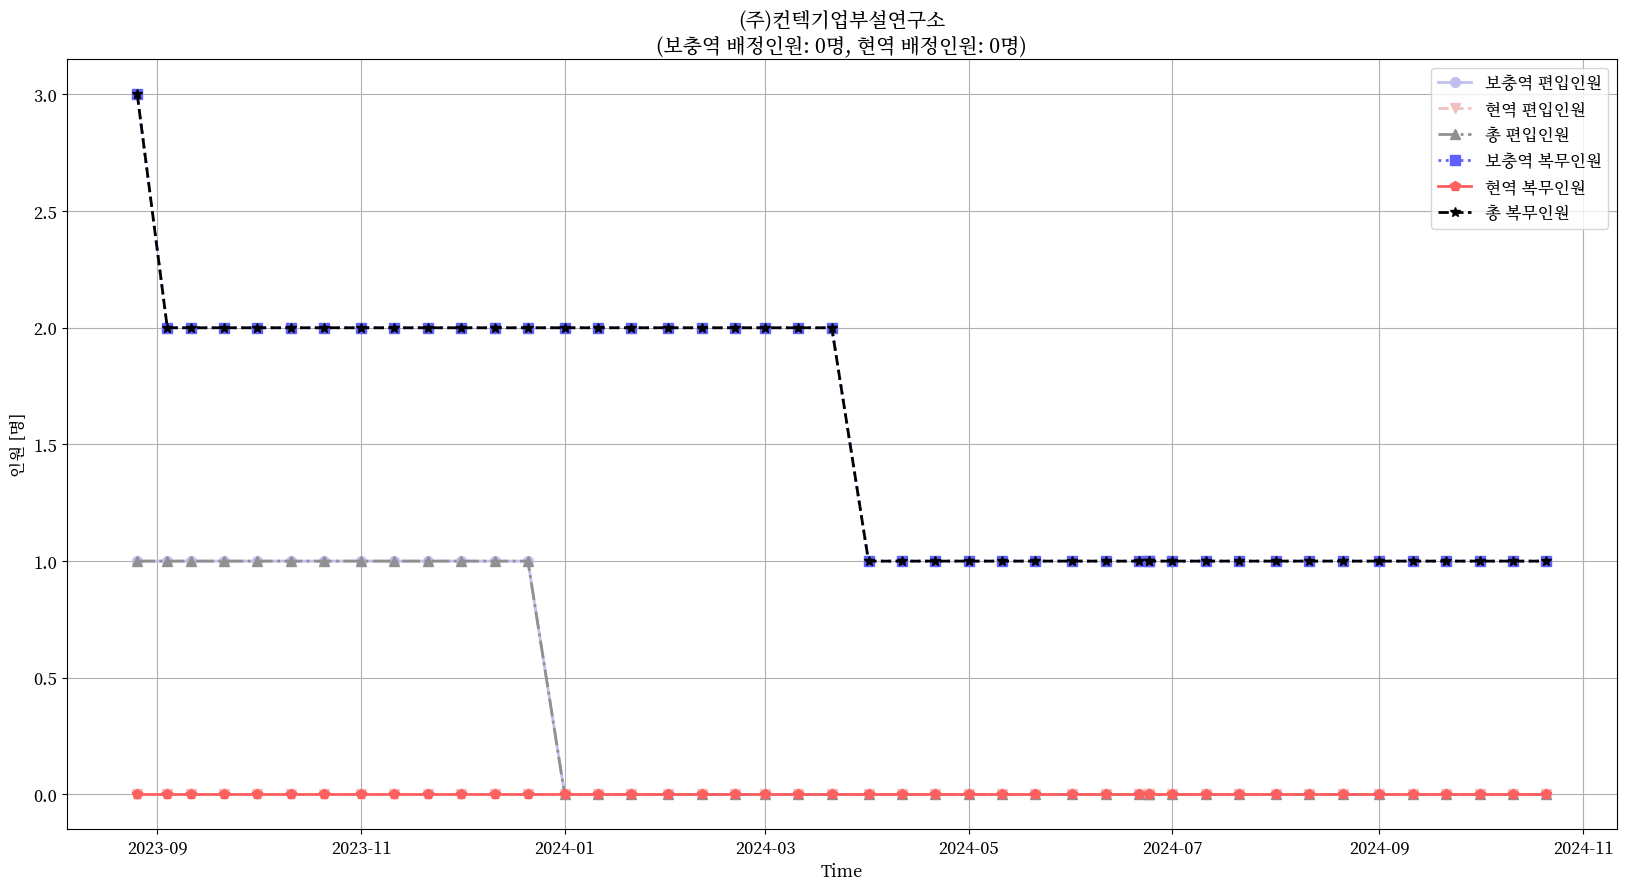 (주)컨텍기업부설연구소
(보충역 배정인원: 0명, 현역 배정인원: 0명)
보충역 편입인원
현역 편입인원
총 편입인원
보충역 복무인원
현역 복무인원
총 복무인원
인원 [명]
3.0
2.5
2.0
1.5
1.0
0.5
0.0
2023-09
2023-11
2024-01
2024-03
2024-05
2024-07
2024-09
2024-11
Time